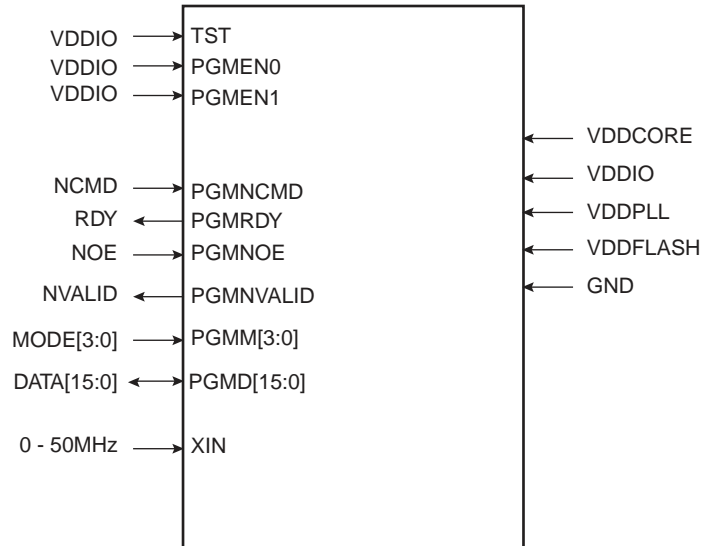 VDDIO TST
VDDIO PGMEN0
VDDIO PGMEN1
VDDCORE
VDDIO
NCMD PGMNCMD
RDY PGMRDY
VDDPLL
NOE PGMNOE
VDDFLASH
NVALID PGMNVALID
GND
MODE[3:0] PGMM[3:0]
DATA[15:0] PGMD[15:0]
0 - 50MHz XIN